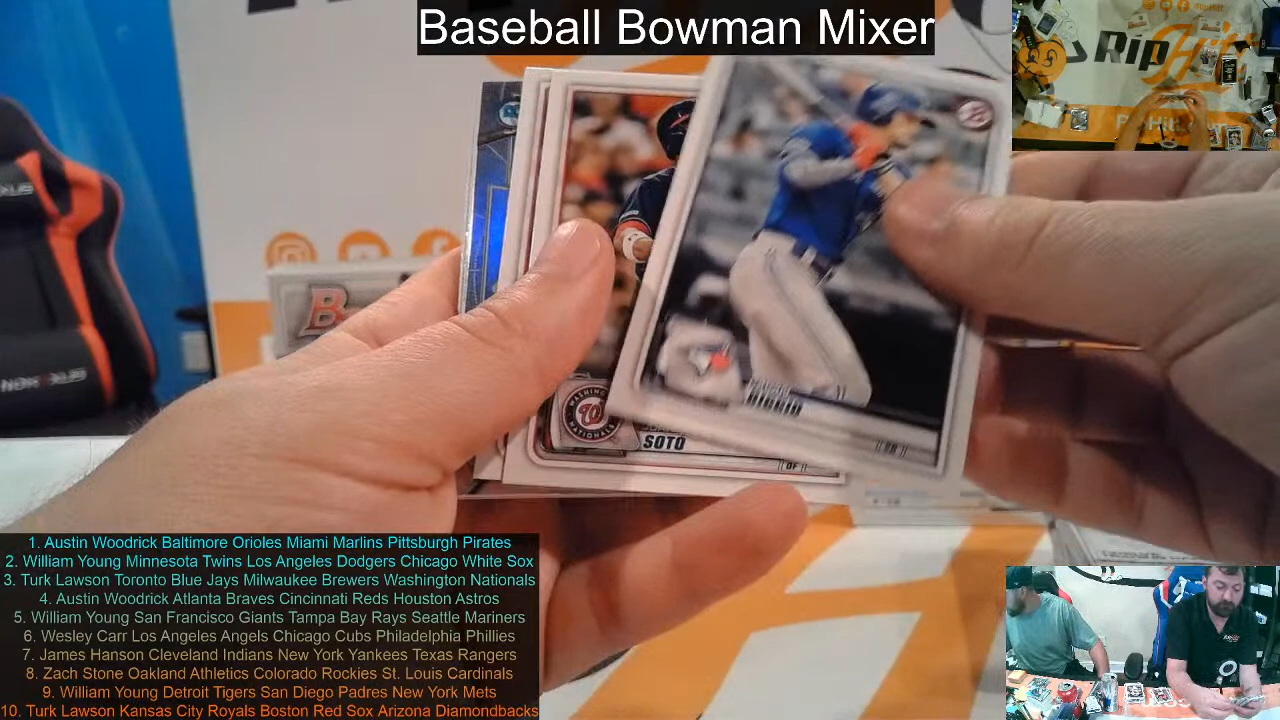 Baseball Bowman Mixer
RIP Hit
SOTO
OF
W
B
1. Austin Woodrick Baltimore Orioles Miami Marlins Pittsburgh Pirates
2. William Young Minnesota Twins Los Angeles Dodgers Chicago White Sox
3. Turk Lawson Toronto Blue Jays Milwaukee Brewers Washington Nationals
4. Austin Woodrick Atlanta Braves Cincinnati Reds Houston Astros
5. William Young San Francisco Giants Tampa Bay Rays Seattle Mariners
6. Wesley Carr Los Angeles Angels Chicago Cubs Philadelphia Phillies
7. James Hanson Cleveland Indians New York Yankees Texas Rangers
8. Zach Stone Oakland Athletics Colorado Rockies St. Louis Cardinals
9. William Young Detroit Tigers San Diego Padres New York Mets
10. Turk Lawson Kansas City Royals Boston Red Sox Arizona Diamondbacks